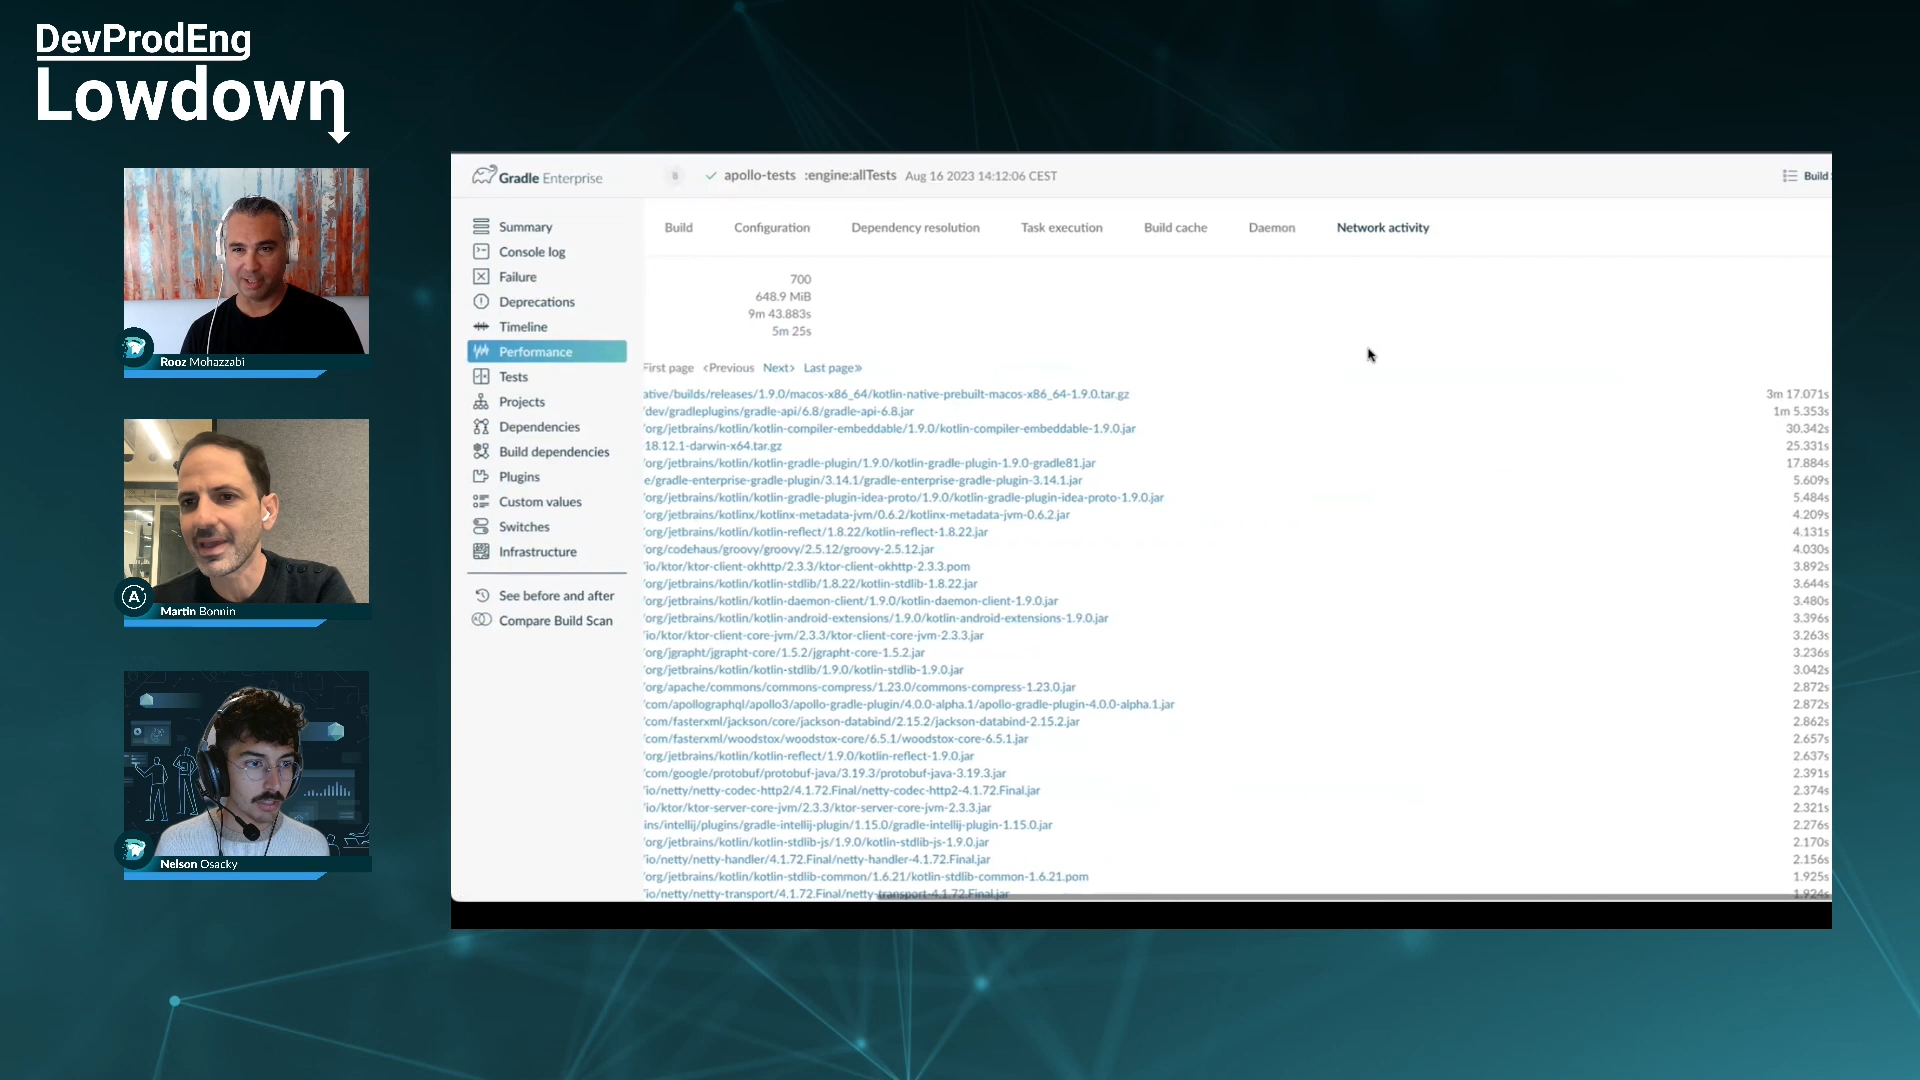 DevProdEng
Lowdown
Rooz Mohazzabi
Martin Bonnin
Nelson Osacky
Gradle Enterprise
B
apollo-tests :engine:allTests Aug 16 2023 14:12:06 CEST
Build
Summary
Console log
Failure
Deprecations
Timeline
Performance
Tests
Projects
Dependencies
Build dependencies
Plugins
Custom values
Switches
Infrastructure
See before and after
Compare Build Scan
Build Configuration Dependency resolution Task execution Build cache Daemon Network activity
700
648.9 MiB
9m 43.883s
5m 25s
First page <Previous Next> Last page»
ative/builds/releases/1.9.0/macos-x86_64/kotlin-native-prebuilt-macos-x86_64-1.9.0.tar.gz 3m 17.071s
/dev/gradleplugins/gradle-api/6.8/gradle-api-6.8.jar 1m 5.353s
/org/jetbrains/kotlin/kotlin-compiler-embeddable/1.9.0/kotlin-compiler-embeddable-1.9.0.jar 30.342s
18.12.1-darwin-x64.tar.gz 25.331s
/org/jetbrains/kotlin/kotlin-gradle-plugin/1.9.0/kotlin-gradle-plugin-1.9.0-gradle81.jar 17.884s
e/gradle-enterprise-gradle-plugin/3.14.1/gradle-enterprise-gradle-plugin-3.14.1.jar 5.609s
/org/jetbrains/kotlin/kotlin-gradle-plugin-idea-proto/1.9.0/kotlin-gradle-plugin-idea-proto-1.9.0.jar 5.484s
/org/jetbrains/kotlinx/kotlinx-metadata-jvm/0.6.2/kotlinx-metadata-jvm-0.6.2.jar 4.209s
/org/jetbrains/kotlin/kotlin-reflect/1.8.22/kotlin-reflect-1.8.22.jar 4.131s
/org/codehaus/groovy/groovy/2.5.12/groovy-2.5.12.jar 4.030s
/io/ktor/ktor-client-okhttp/2.3.3/ktor-client-okhttp-2.3.3.pom 3.892s
/org/jetbrains/kotlin/kotlin-stdlib/1.8.22/kotlin-stdlib-1.8.22.jar 3.644s
/org/jetbrains/kotlin/kotlin-daemon-client/1.9.0/kotlin-daemon-client-1.9.0.jar 3.480s
/org/jetbrains/kotlin/kotlin-android-extensions/1.9.0/kotlin-android-extensions-1.9.0.jar 3.396s
/io/ktor/ktor-client-core-jvm/2.3.3/ktor-client-core-jvm-2.3.3.jar 3.263s
/org/jgrapht/jgrapht-core/1.5.2/jgrapht-core-1.5.2.jar 3.236s
/org/jetbrains/kotlin/kotlin-stdlib/1.9.0/kotlin-stdlib-1.9.0.jar 3.042s
/org/apache/commons/commons-compress/1.23.0/commons-compress-1.23.0.jar 2.872s
/com/apollographql/apollo3/apollo-gradle-plugin/4.0.0-alpha.1/apollo-gradle-plugin-4.0.0-alpha.1.jar 2.872s
/com/fasterxml/jackson/core/jackson-databind/2.15.2/jackson-databind-2.15.2.jar 2.862s
/com/fasterxml/woodstox/woodstox-core/6.5.1/woodstox-core-6.5.1.jar 2.657s
/org/jetbrains/kotlin/kotlin-reflect/1.9.0/kotlin-reflect-1.9.0.jar 2.637s
/com/google/protobuf/protobuf-java/3.19.3/protobuf-java-3.19.3.jar 2.391s
/io/netty/netty-codec-http2/4.1.72.Final/netty-codec-http2-4.1.72.Final.jar 2.374s
/io/ktor/ktor-server-core-jvm/2.3.3/ktor-server-core-jvm-2.3.3.jar 2.321s
ins/intellij/plugins/gradle-intellij-plugin/1.15.0/gradle-intellij-plugin-1.15.0.jar 2.276s
/org/jetbrains/kotlin/kotlin-stdlib-js/1.9.0/kotlin-stdlib-js-1.9.0.jar 2.170s
/io/netty/netty-handler/4.1.72.Final/netty-handler-4.1.72.Final.jar 2.156s
/org/jetbrains/kotlin/kotlin-stdlib-common/1.6.21/kotlin-stdlib-common-1.6.21.pom 1.925s
/io/netty/netty-transport/4.1.72.Final/netty-transport-4.1.72.Final.jar 1.924s